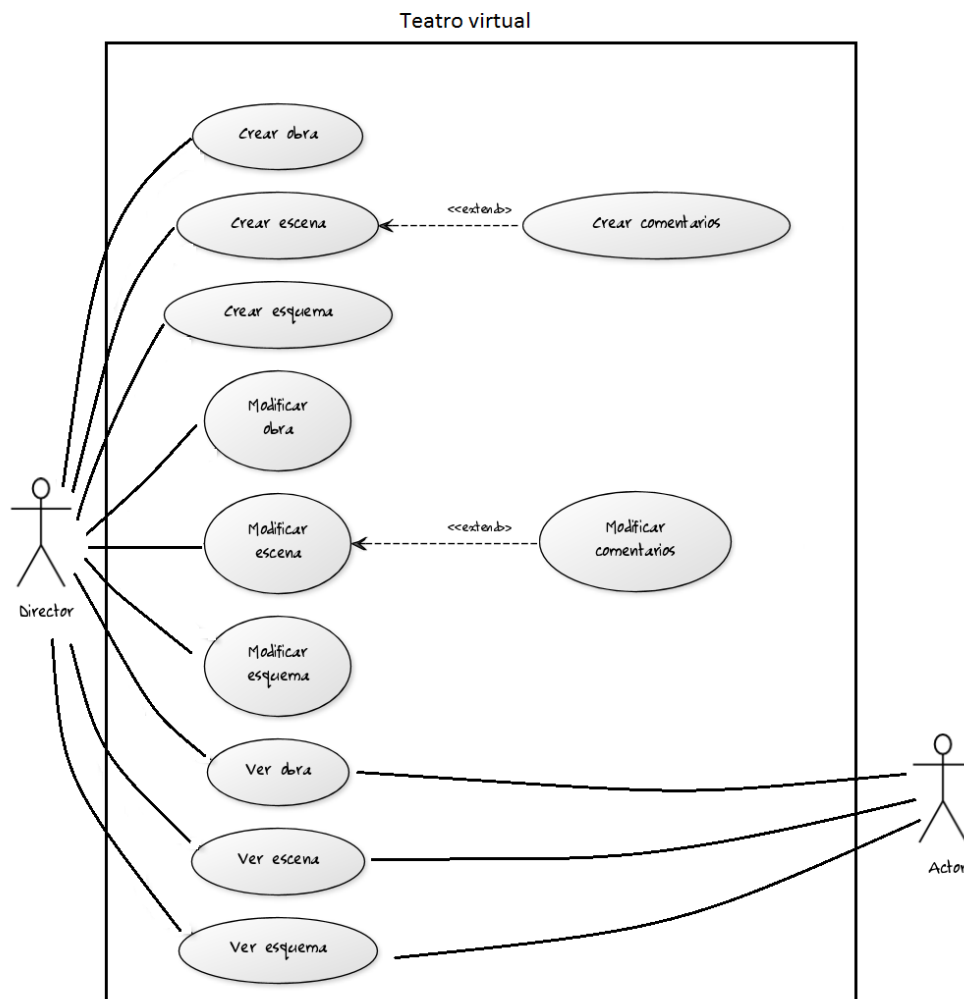 Teatro virtual
Crear obra
Crear escena
<<extend>>
Crear comentarios
Crear esquema
Modificar
obra
Modificar
escena
<<extend>>
Modificar
comentarios
Director
Modificar
esquema
Ver obra
Ver escena
Actor
Ver esquema